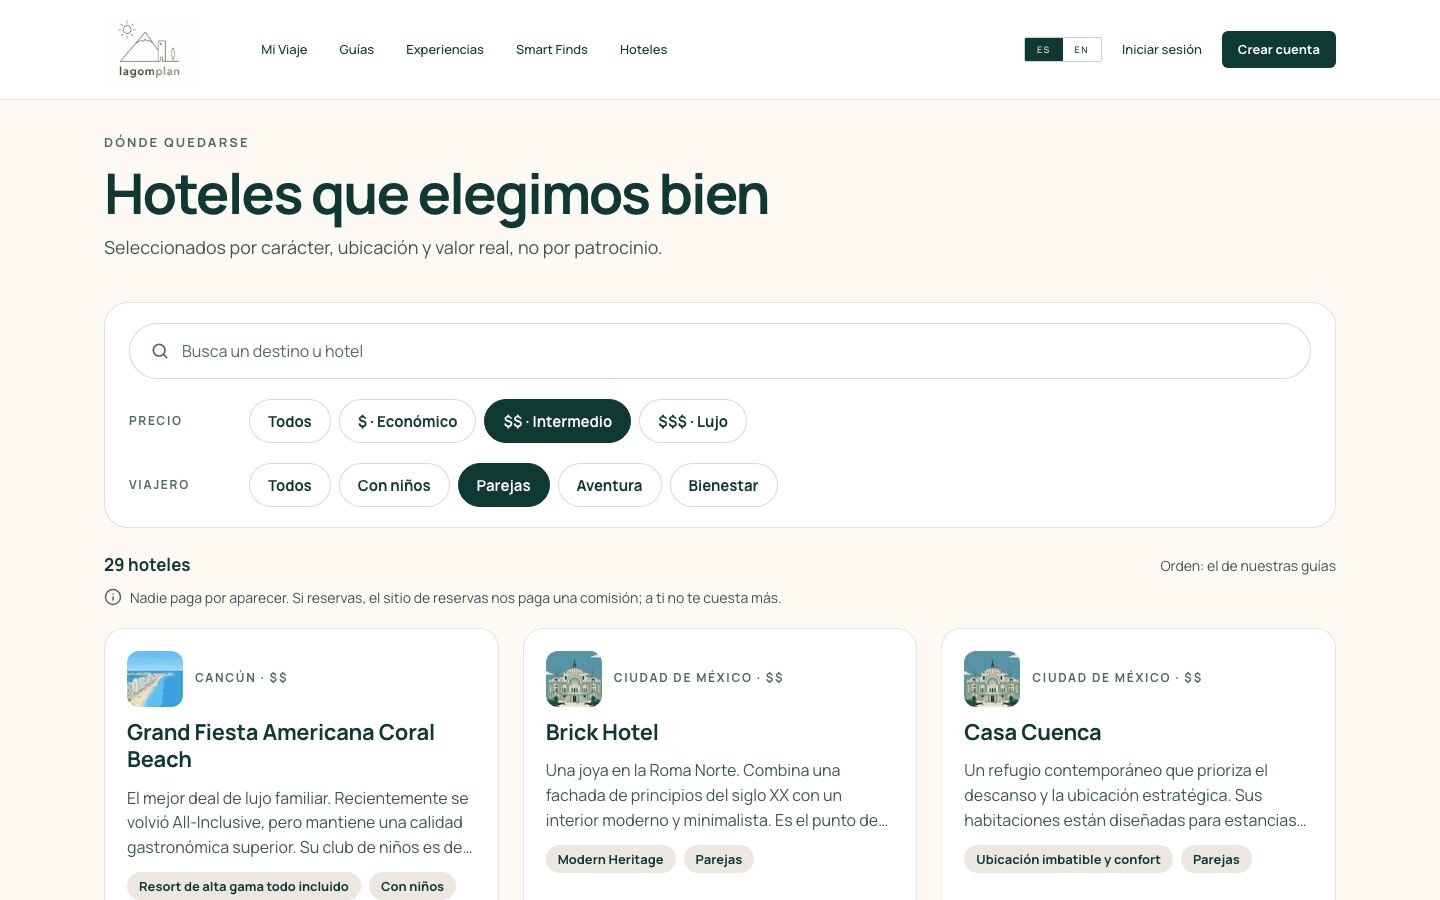 lagomplan
Mi Viaje
Guías
Experiencias
Smart Finds
Hoteles
ES
EN
Iniciar sesión
Crear cuenta
DÓNDE QUEDARSE
Hoteles que elegimos bien
Seleccionados por carácter, ubicación y valor real, no por patrocinio.
Busca un destino u hotel
PRECIO
Todos
$ · Económico
$$ · Intermedio
$$$ · Lujo
VIAJERO
Todos
Con niños
Parejas
Aventura
Bienestar
29 hoteles
Orden: el de nuestras guías
Nadie paga por aparecer. Si reservas, el sitio de reservas nos paga una comisión; a ti no te cuesta más.
CANCÚN · $$
Grand Fiesta Americana Coral
Beach
El mejor deal de lujo familiar. Recientemente se
volvió All-Inclusive, pero mantiene una calidad
gastronómica superior. Su club de niños es de…
Resort de alta gama todo incluido
Con niños
CIUDAD DE MÉXICO · $$
Brick Hotel
Una joya en la Roma Norte. Combina una
fachada de principios del siglo XX con un
interior moderno y minimalista. Es el punto de…
Modern Heritage
Parejas
CIUDAD DE MÉXICO · $$
Casa Cuenca
Un refugio contemporáneo que prioriza el
descanso y la ubicación estratégica. Sus
habitaciones están diseñadas para estancias…
Ubicación imbatible y confort
Parejas